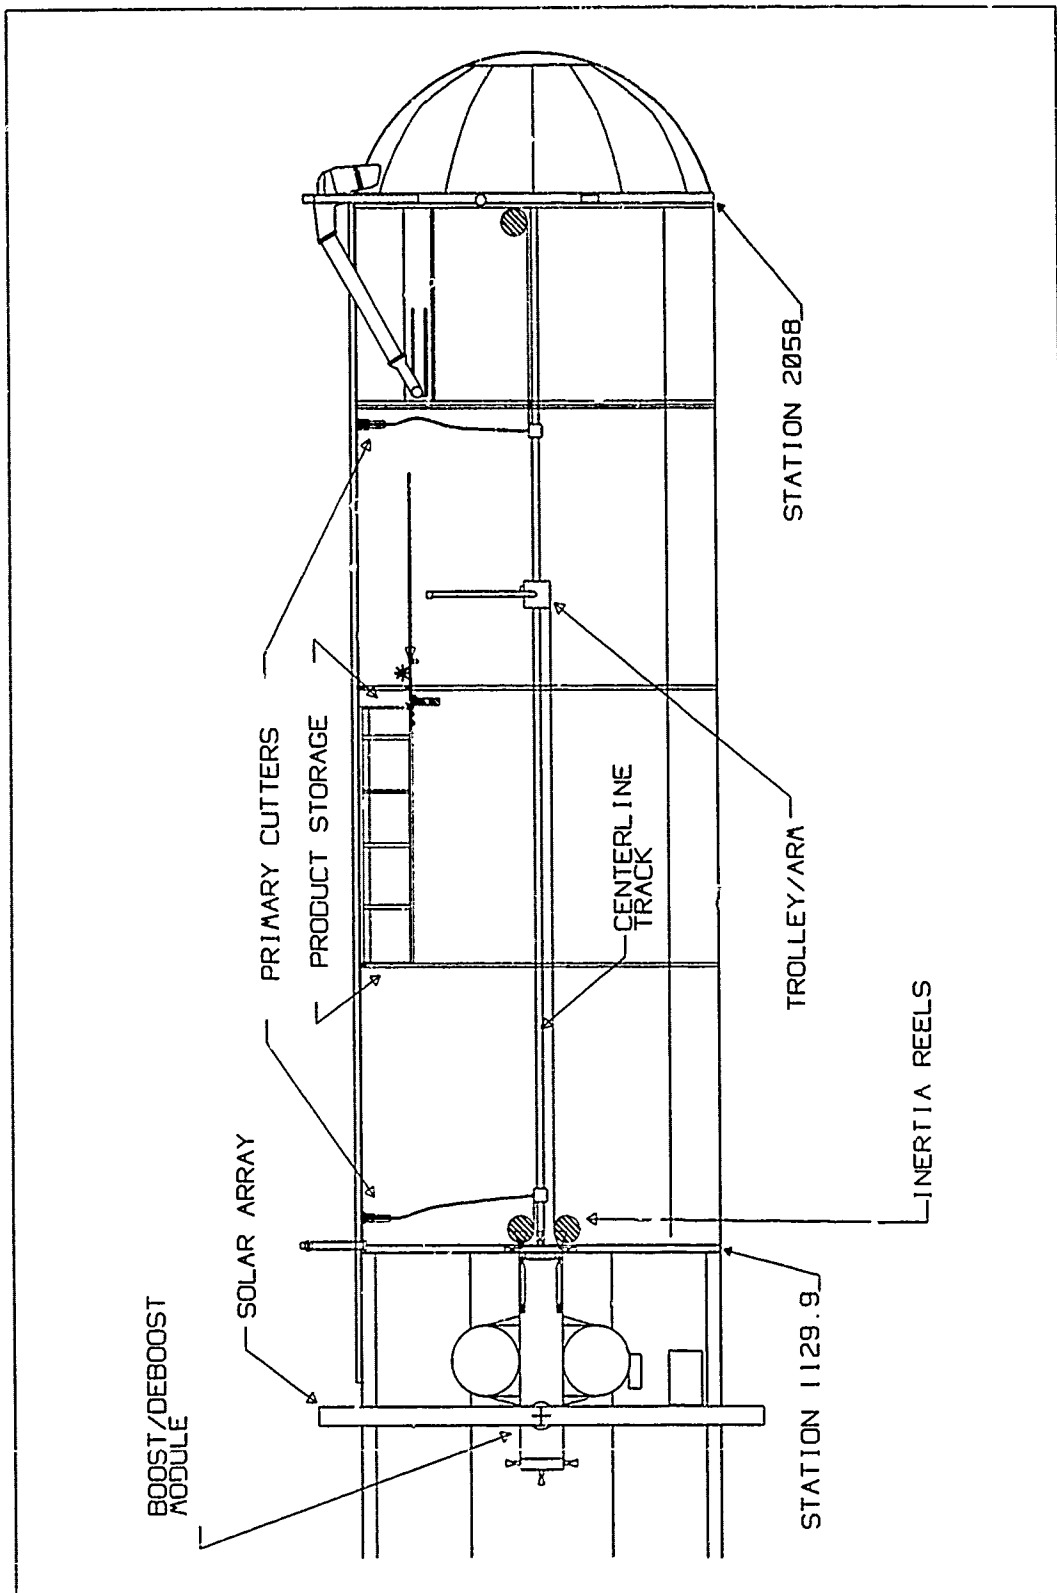 BOOST/DEBOOST
MODULE
SOLAR ARRAY
PRIMARY CUTTERS
PRODUCT STORAGE
CENTERLINE
TRACK
TROLLEY/ARM
INERTIA REELS
STATION 1129.9
STATION 2058